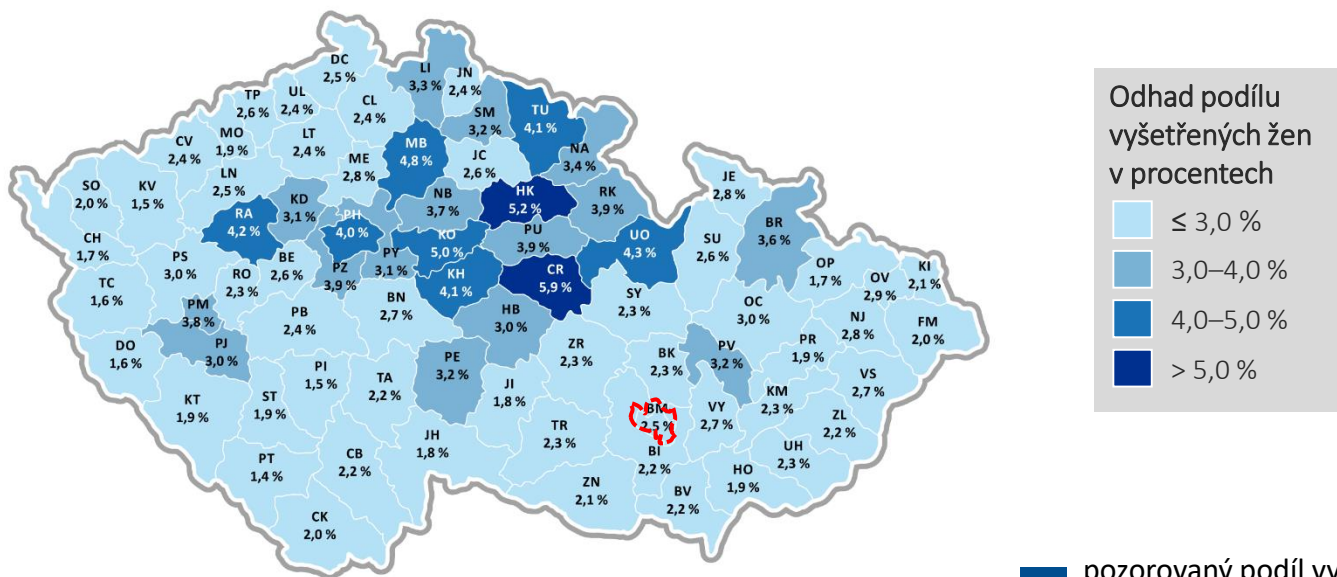 DC
2,5 %
LI
3,3 %
JN
2,4 %
TP
2,6 %
UL
2,4 %
CL
2,4 %
SM
3,2 %
TU
4,1 %
CV
2,4 %
MO
1,9 %
LT
2,4 %
MB
4,8 %
JC
2,6 %
NA
3,4 %
ME
2,8 %
SO
2,0 %
KV
1,5 %
LN
2,5 %
KD
3,1 %
NB
3,7 %
HK
5,2 %
RK
3,9 %
JE
2,8 %
RA
4,2 %
PH
4,0 %
KO
5,0 %
PU
3,9 %
UO
4,3 %
SU
2,6 %
BR
3,6 %
CH
1,7 %
PS
3,0 %
RO
2,3 %
BE
2,6 %
PZ
3,9 %
PY
3,1 %
KH
4,1 %
CR
5,9 %
OP
1,7 %
OV
2,9 %
KI
2,1 %
TC
1,6 %
PM
3,8 %
PB
2,4 %
BN
2,7 %
HB
3,0 %
SY
2,3 %
OC
3,0 %
NJ
2,8 %
FM
2,0 %
DO
1,6 %
PJ
3,0 %
PI
1,5 %
TA
2,2 %
PE
3,2 %
ZR
2,3 %
BK
2,3 %
PV
3,2 %
PR
1,9 %
VS
2,7 %
KT
1,9 %
ST
1,9 %
JI
1,8 %
BM
2,5 %
VY
2,7 %
KM
2,3 %
ZL
2,2 %
PT
1,4 %
CB
2,2 %
JH
1,8 %
TR
2,3 %
BI
2,2 %
UH
2,3 %
HO
1,9 %
CK
2,0 %
ZN
2,1 %
BV
2,2 %
Odhad podílu
vyšetřených žen
v procentech
≤ 3,0 %
3,0–4,0 %
4,0–5,0 %
> 5,0 %
pozorovaný podíl vy